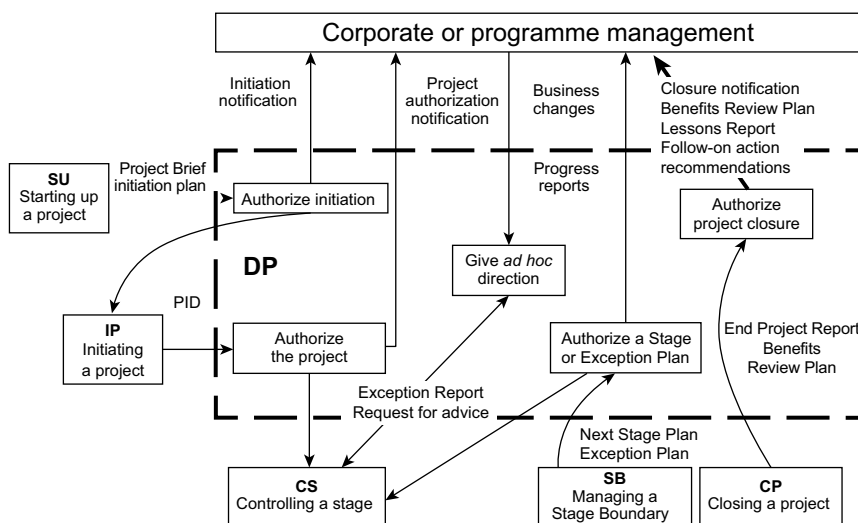 Corporate or programme management
Initiation
notification
Project
authorization
notification
Business
changes
Closure notification
Benefits Review Plan
Lessons Report
Follow-on action
recommendations
SU
Starting up
a project
Project Brief
initiation plan
Authorize initiation
Progress
reports
Authorize
project closure
DP
Give ad hoc
direction
PID
IP
Initiating
a project
Authorize
the project
Authorize a Stage
or Exception Plan
End Project Report
Benefits
Review Plan
Exception Report
Request for advice
Next Stage Plan
Exception Plan
CS
Controlling a stage
SB
Managing a
Stage Boundary
CP
Closing a project